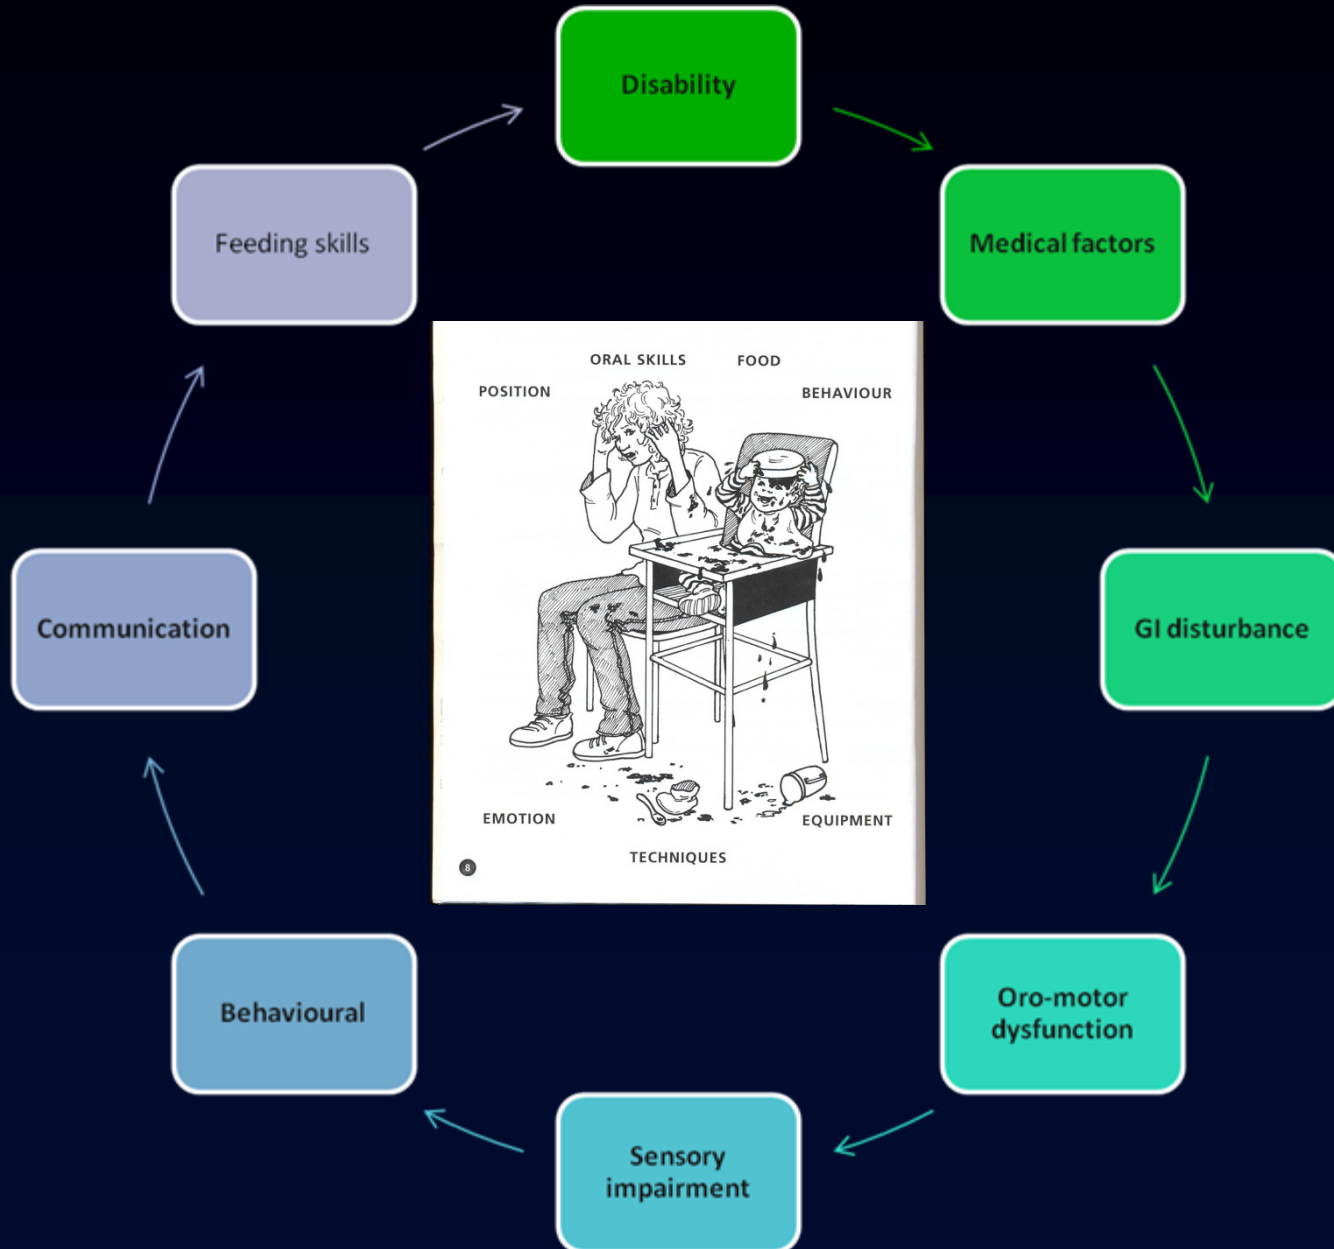 Disability
Medical factors
GI disturbance
Oro-motor
dysfunction
Sensory
impairment
Behavioural
Communication
Feeding skills
ORAL SKILLS
FOOD
POSITION
BEHAVIOUR
EMOTION
EQUIPMENT
TECHNIQUES
8